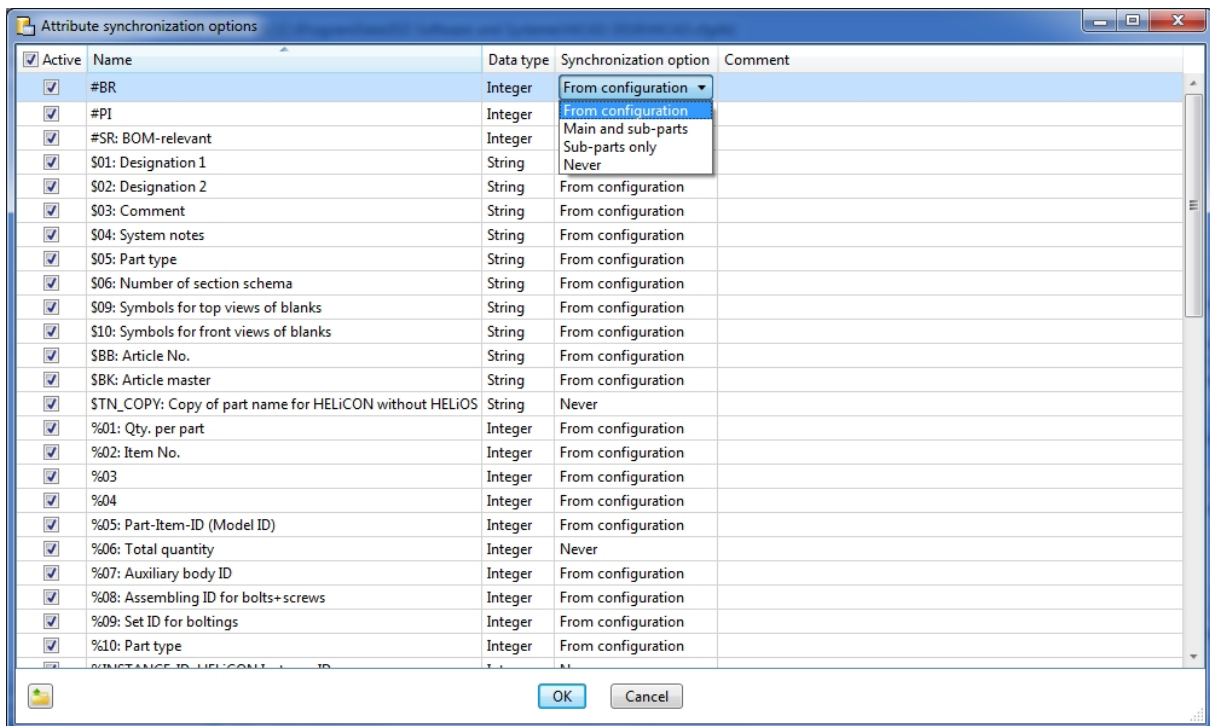 Attribute synchronization options
Active Name Data type Synchronization option Comment
#BR Integer From configuration
#PI Integer From configuration
#SR: BOM-relevant Integer Main and sub-parts
Sub-parts only
$01: Designation 1 String Never
$02: Designation 2 String From configuration
$03: Comment String From configuration
$04: System notes String From configuration
$05: Part type String From configuration
$06: Number of section schema String From configuration
$09: Symbols for top views of blanks String From configuration
$10: Symbols for front views of blanks String From configuration
$BB: Article No. String From configuration
$BK: Article master String From configuration
$TN_COPY: Copy of part name for HELiCON without HELiOS String Never
%01: Qty. per part Integer From configuration
%02: Item No. Integer From configuration
%03 Integer From configuration
%04 Integer From configuration
%05: Part-Item-ID (Model ID) Integer From configuration
%06: Total quantity Integer Never
%07: Auxiliary body ID Integer From configuration
%08: Assembling ID for bolts+screws Integer From configuration
%09: Set ID for boltings Integer From configuration
%10: Part type Integer From configuration
OK Cancel